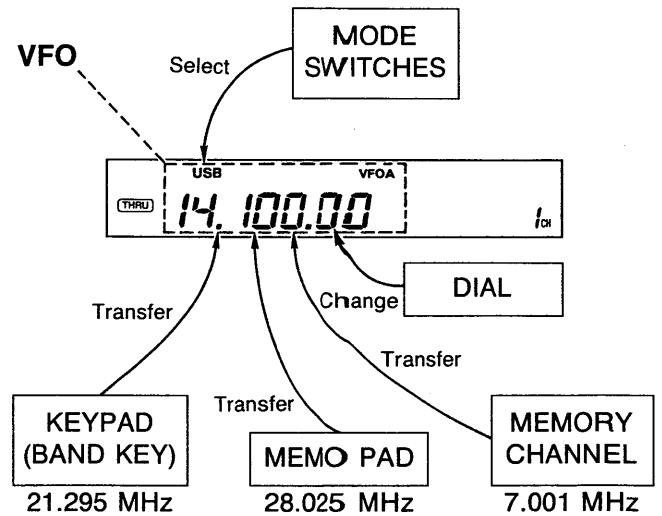 VFO
Select
MODE
SWITCHES
USB
VFOA
THRU
14.100.00
1CH
Change
DIAL
Transfer
Transfer
Transfer
KEYPAD
(BAND KEY)
MEMO PAD
MEMORY
CHANNEL
21.295 MHz
28.025 MHz
7.001 MHz